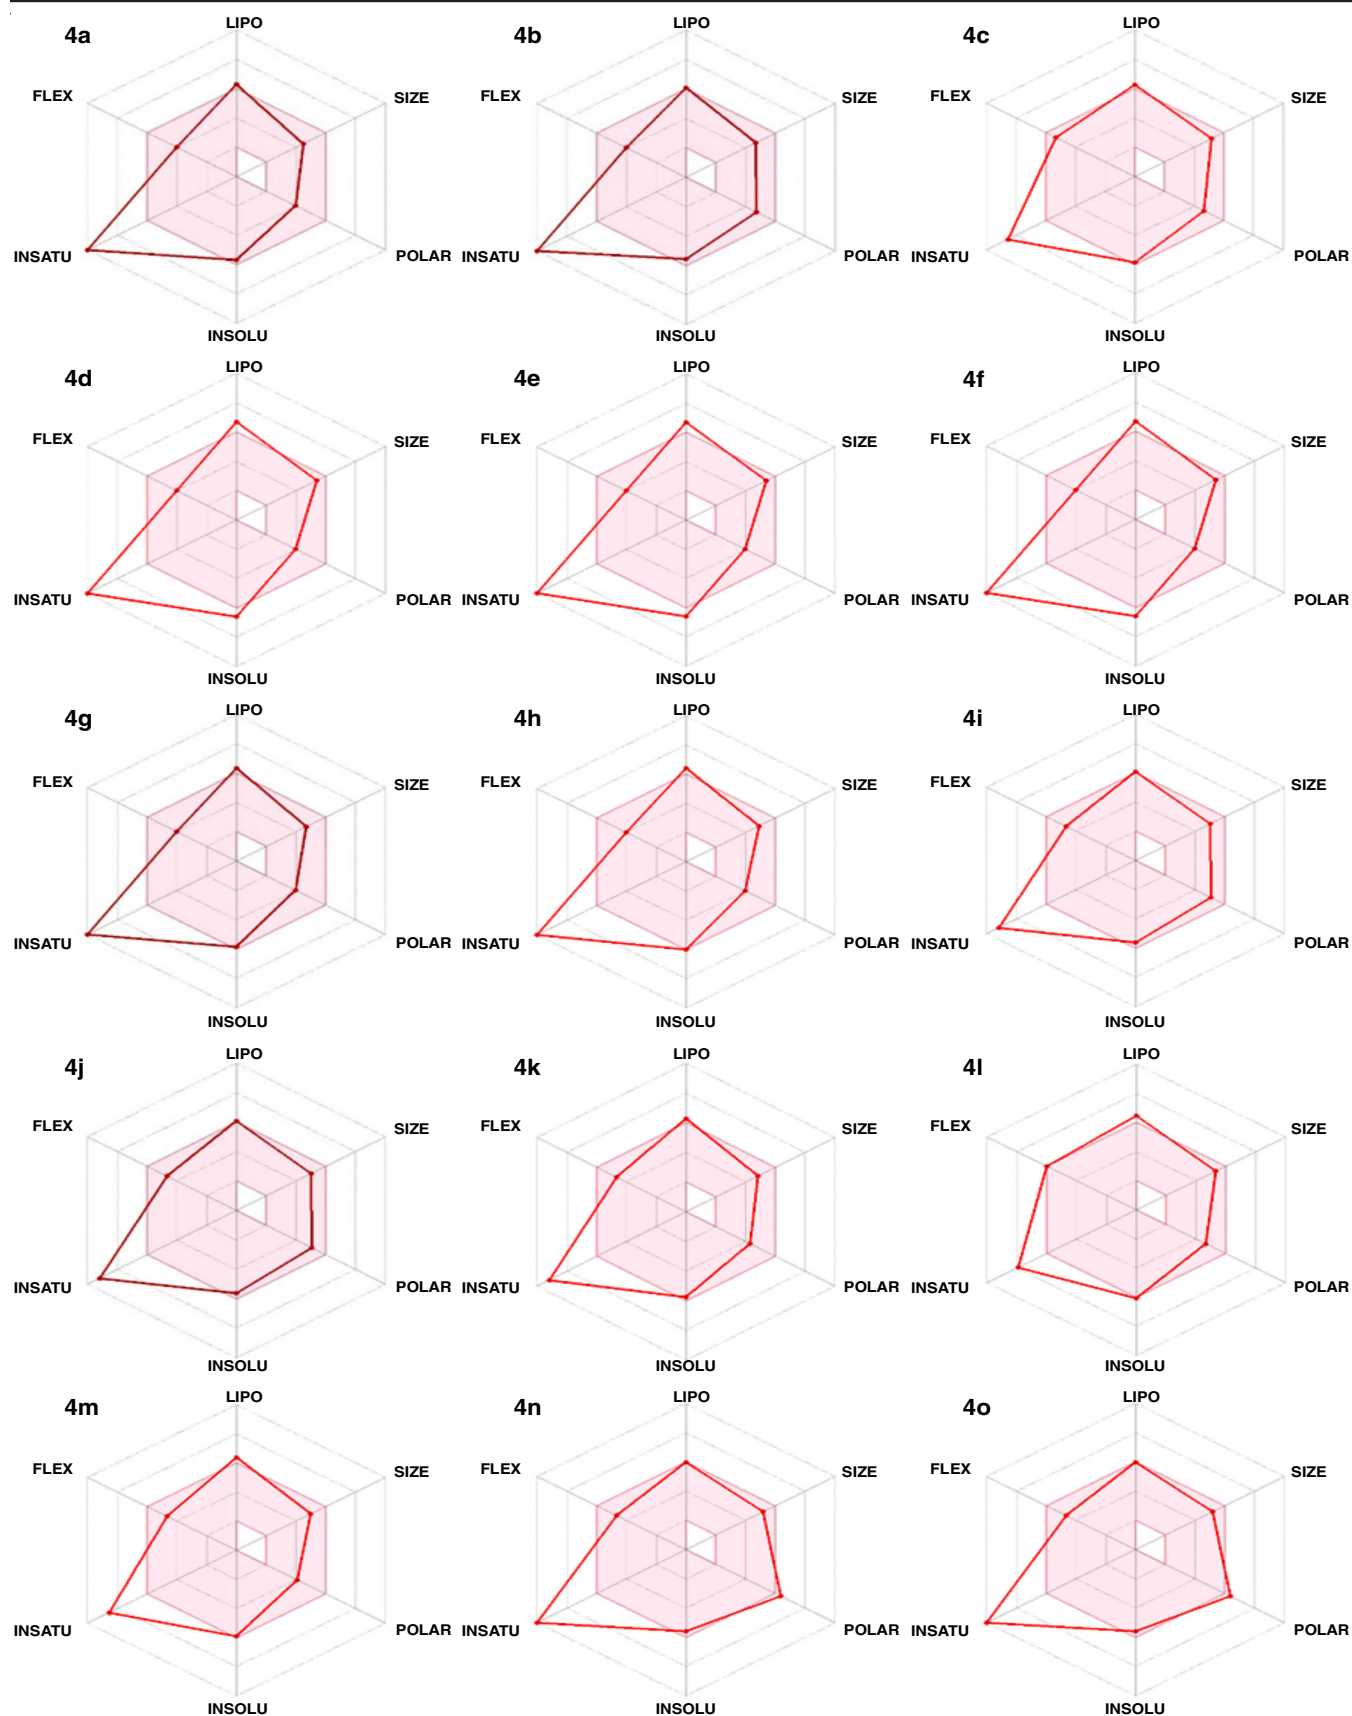 4a
LIPO
FLEX
SIZE
INSATU
POLAR
INSOLU
4b
LIPO
FLEX
SIZE
INSATU
POLAR
INSOLU
4c
LIPO
FLEX
SIZE
INSATU
POLAR
INSOLU
4d
LIPO
FLEX
SIZE
INSATU
POLAR
INSOLU
4e
LIPO
FLEX
SIZE
INSATU
POLAR
INSOLU
4f
LIPO
FLEX
SIZE
INSATU
POLAR
INSOLU
4g
LIPO
FLEX
SIZE
INSATU
POLAR
INSOLU
4h
LIPO
FLEX
SIZE
INSATU
POLAR
INSOLU
4i
LIPO
FLEX
SIZE
INSATU
POLAR
INSOLU
4j
LIPO
FLEX
SIZE
INSATU
POLAR
INSOLU
4k
LIPO
FLEX
SIZE
INSATU
POLAR
INSOLU
4l
LIPO
FLEX
SIZE
INSATU
POLAR
INSOLU
4m
LIPO
FLEX
SIZE
INSATU
POLAR
INSOLU
4n
LIPO
FLEX
SIZE
INSATU
POLAR
INSOLU
4o
LIPO
FLEX
SIZE
INSATU
POLAR
INSOLU